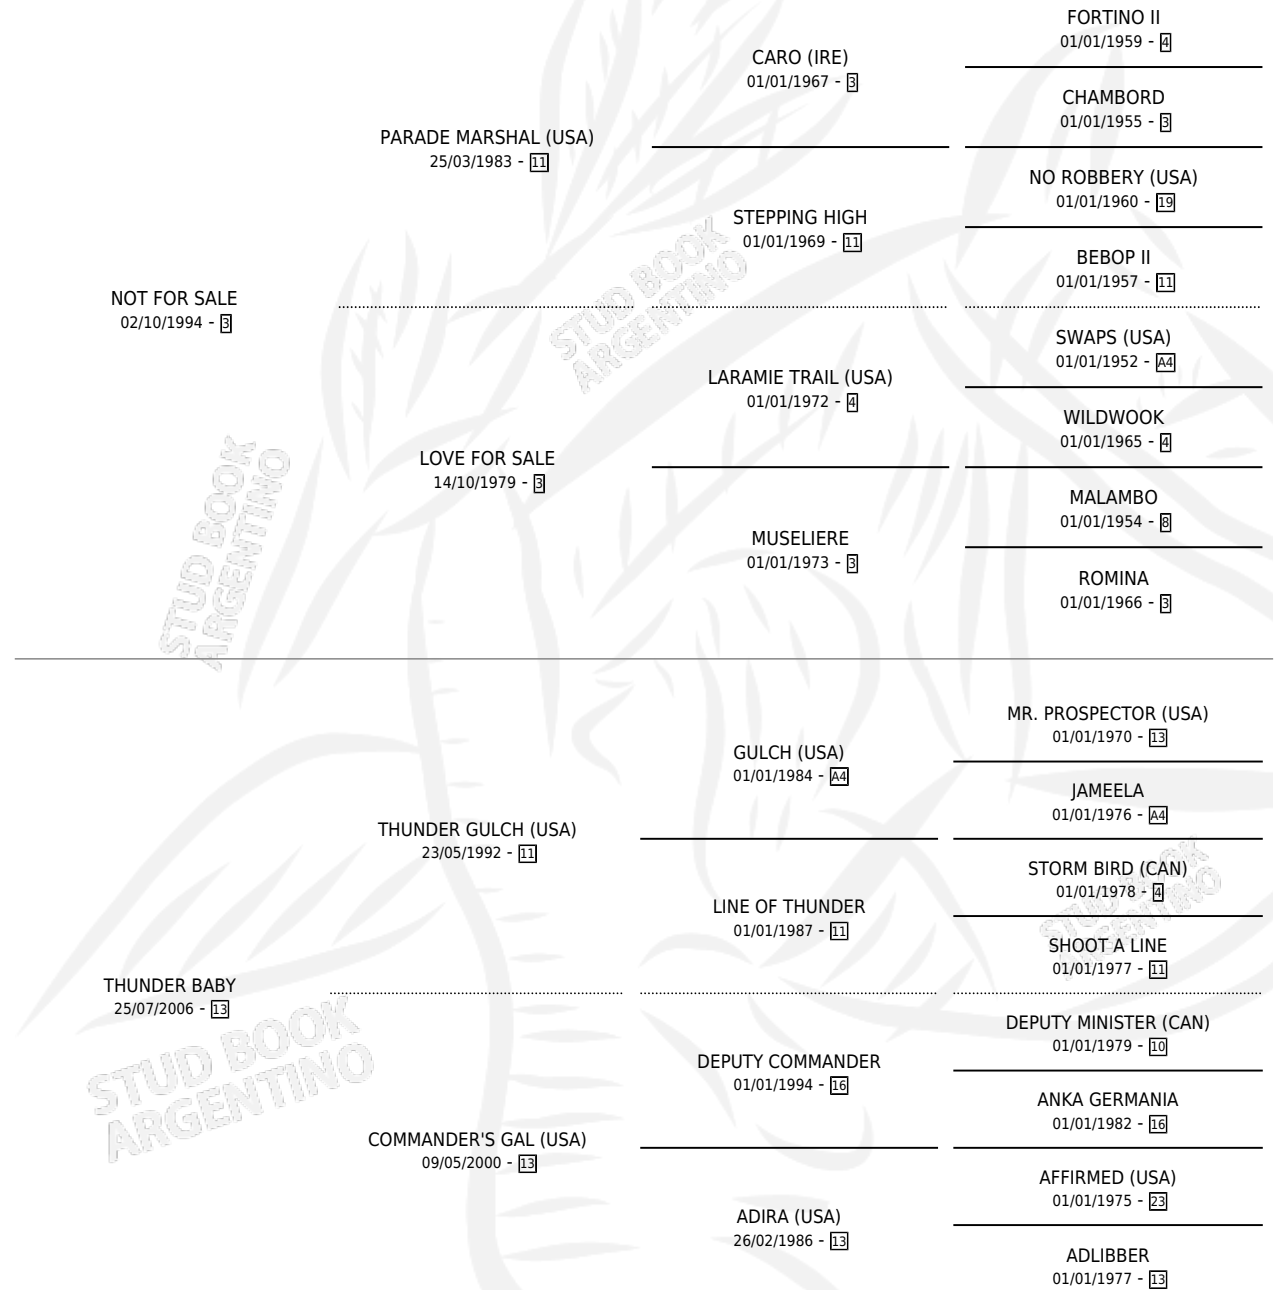 FORTINO II
01/01/1959 - 4
CARO (IRE)
01/01/1967 - 3
CHAMBORD
01/01/1955 - 3
PARADE MARSHAL (USA)
25/03/1983 - 11
NO ROBBERY (USA)
01/01/1960 - 19
STEPPING HIGH
01/01/1969 - 11
BEBOP II
01/01/1957 - 11
NOT FOR SALE
02/10/1994 - 3
SWAPS (USA)
01/01/1952 - A4
LARAMIE TRAIL (USA)
01/01/1972 - 4
WILDWOOK
01/01/1965 - 4
LOVE FOR SALE
14/10/1979 - 3
MALAMBO
01/01/1954 - 8
MUSELIERE
01/01/1973 - 3
ROMINA
01/01/1966 - 3
STUD BOOK
ARGENTINO
STUD BOOK
ARGENTINO
MR. PROSPECTOR (USA)
01/01/1970 - 13
GULCH (USA)
01/01/1984 - A4
JAMEELA
01/01/1976 - A4
THUNDER GULCH (USA)
23/05/1992 - 11
STORM BIRD (CAN)
01/01/1978 - 4
LINE OF THUNDER
01/01/1987 - 11
SHOOT A LINE
01/01/1977 - 11
THUNDER BABY
25/07/2006 - 13
DEPUTY MINISTER (CAN)
01/01/1979 - 10
DEPUTY COMMANDER
01/01/1994 - 16
ANKA GERMANIA
01/01/1982 - 16
COMMANDER'S GAL (USA)
09/05/2000 - 13
AFFIRMED (USA)
01/01/1975 - 23
ADIRA (USA)
26/02/1986 - 13
ADLIBBER
01/01/1977 - 13
STUD BOOK
ARGENTINO
STUD BOOK
ARGENTINO